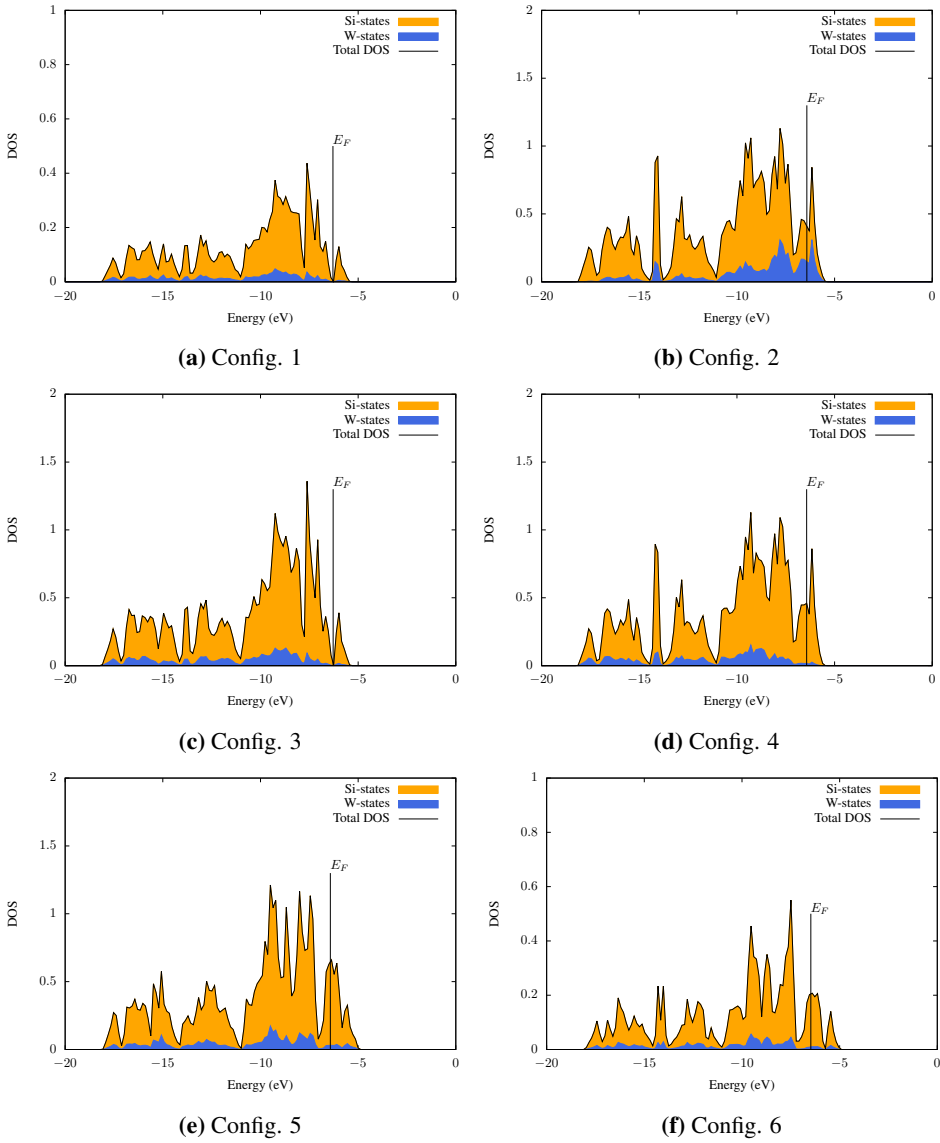 Si-states
W-states
Total DOS
E_F
1
0.8
0.6
0.4
0.2
0
DOS
−20
−15
−10
−5
0
Energy (eV)
(a) Config. 1
Si-states
W-states
Total DOS
E_F
2
1.5
1
0.5
0
DOS
−20
−15
−10
−5
0
Energy (eV)
(b) Config. 2
Si-states
W-states
Total DOS
E_F
2
1.5
1
0.5
0
DOS
−20
−15
−10
−5
0
Energy (eV)
(c) Config. 3
Si-states
W-states
Total DOS
E_F
2
1.5
1
0.5
0
DOS
−20
−15
−10
−5
0
Energy (eV)
(d) Config. 4
Si-states
W-states
Total DOS
E_F
2
1.5
1
0.5
0
DOS
−20
−15
−10
−5
0
Energy (eV)
(e) Config. 5
Si-states
W-states
Total DOS
E_F
1
0.8
0.6
0.4
0.2
0
DOS
−20
−15
−10
−5
0
Energy (eV)
(f) Config. 6